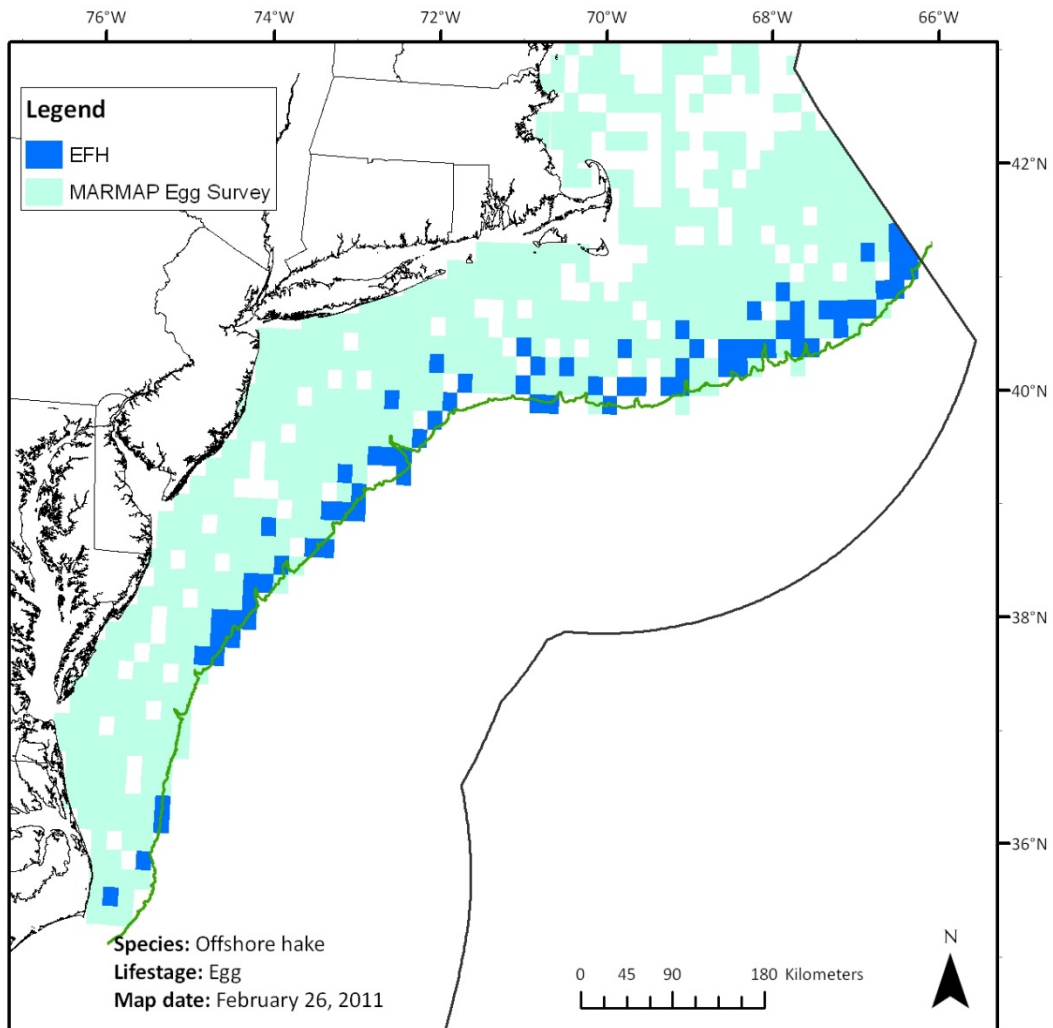 76°W 74°W 72°W 70°W 68°W 66°W
Legend
EFH
MARMAP Egg Survey
42°N
40°N
38°N
36°N
Species: Offshore hake
Lifestage: Egg
Map date: February 26, 2011
0 45 90 180 Kilometers
N